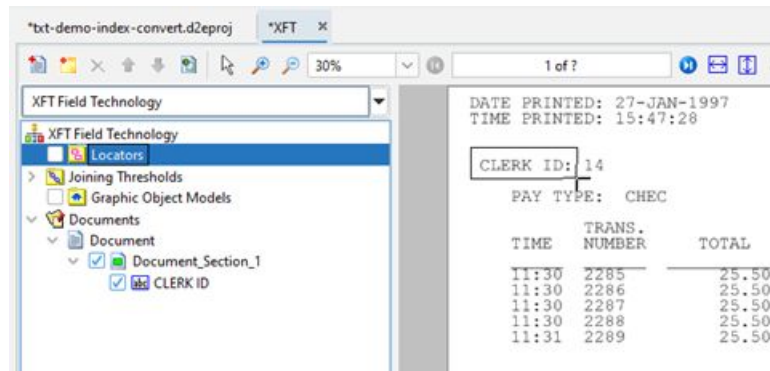 *txt-demo-index-convert.d2eproj
*XFT
30%
1 of ?
XFT Field Technology
XFT Field Technology
Locators
Joining Thresholds
Graphic Object Models
Documents
Document
Document_Section_1
abc CLERK ID
DATE PRINTED: 27-JAN-1997
TIME PRINTED: 15:47:28
CLERK ID: 14
PAY TYPE: CHEC
TRANS.
TIME NUMBER TOTAL
11:30 2285 25.50
11:30 2286 25.50
11:30 2287 25.50
11:30 2288 25.50
11:31 2289 25.50